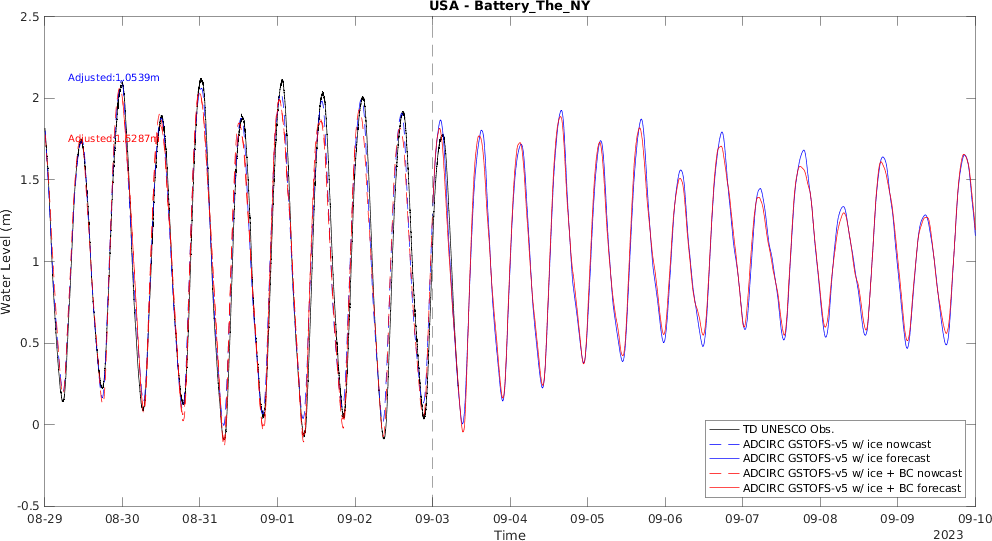 USA - Battery_The_NY
2.5
2
1.5
1
0.5
0
-0.5
Water Level (m)
Adjusted:1.0539m
Adjusted:1.6287m
TD UNESCO Obs.
ADCIRC GSTOFS-v5 w/ ice nowcast
ADCIRC GSTOFS-v5 w/ ice forecast
ADCIRC GSTOFS-v5 w/ ice + BC nowcast
ADCIRC GSTOFS-v5 w/ ice + BC forecast
08-29 08-30 08-31 09-01 09-02 09-03 09-04 09-05 09-06 09-07 09-08 09-09 09-10
Time
2023